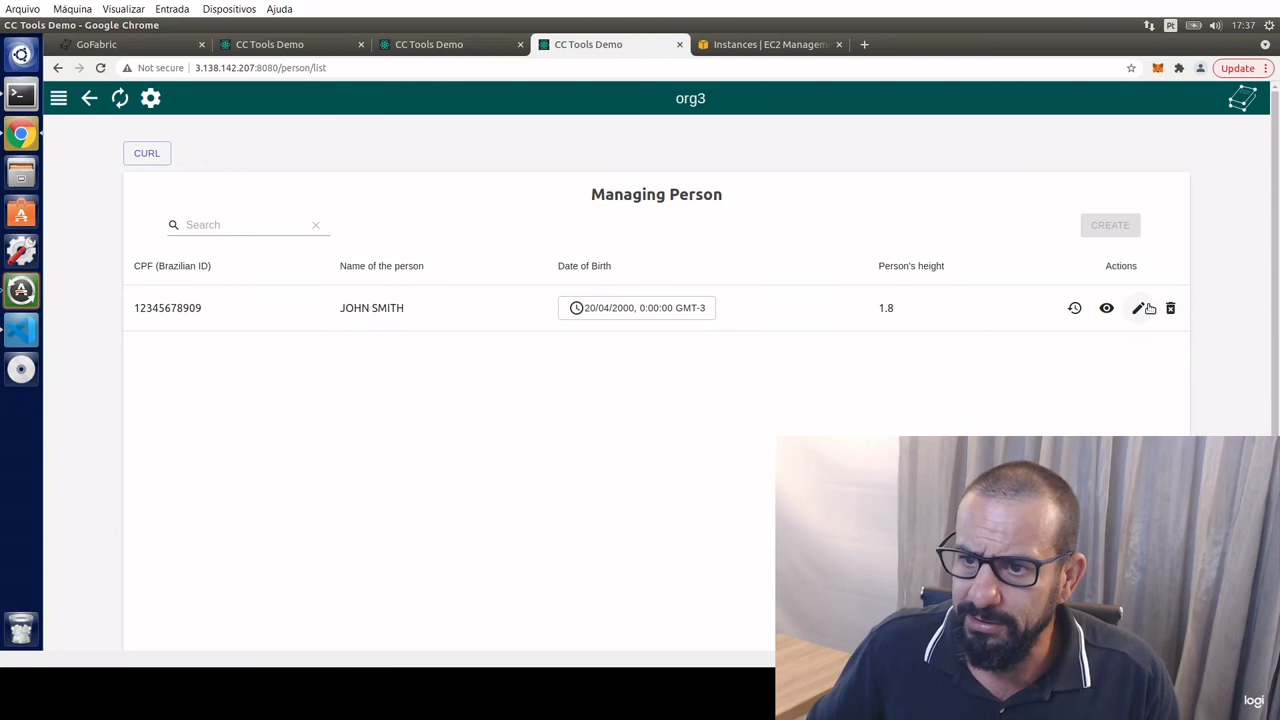 Arquivo Máquina Visualizar Entrada Dispositivos Ajuda
CC Tools Demo - Google Chrome
Pt
17:37
GoFabric
CC Tools Demo
CC Tools Demo
CC Tools Demo
Instances | EC2 Managem
Not secure
3.138.142.207:8080/person/list
Update
org3
CURL
Managing Person
Search
CREATE
CPF (Brazilian ID) Name of the person Date of Birth Person's height Actions
12345678909 JOHN SMITH 20/04/2000, 0:00:00 GMT-3 1.8
logi